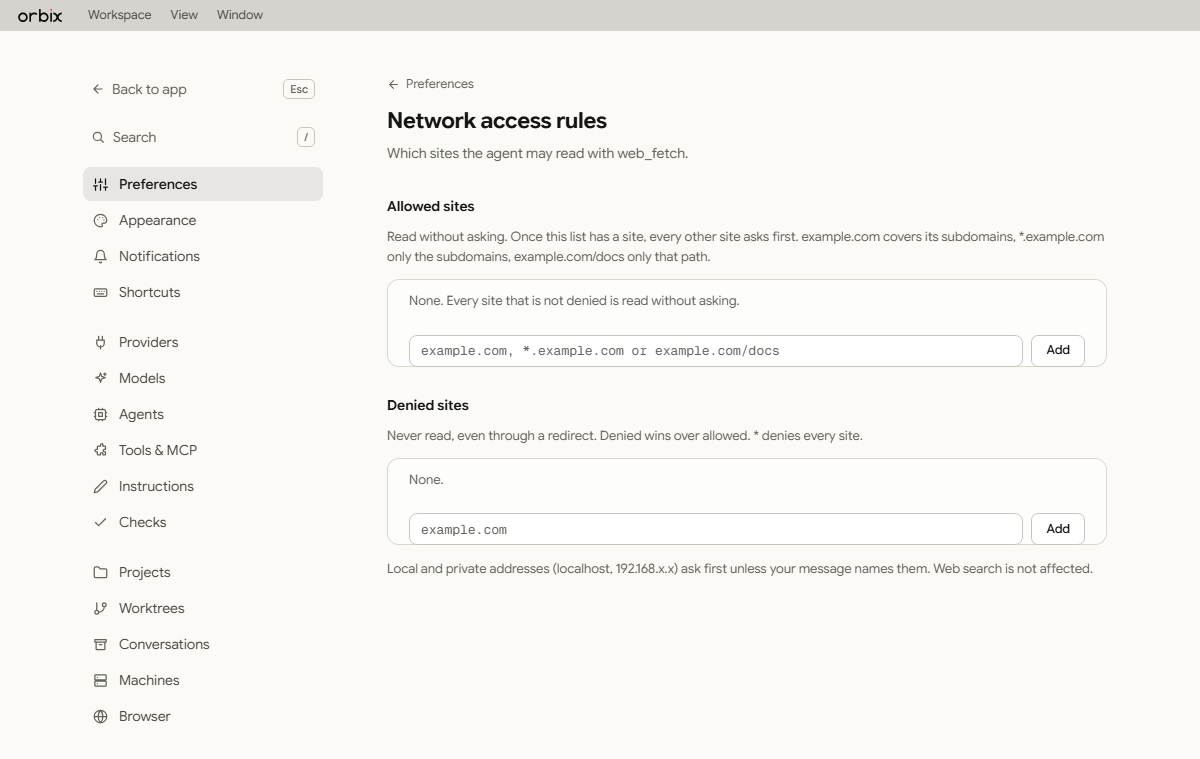 orbix Workspace View Window
Back to app Esc
Search /
Preferences
Appearance
Notifications
Shortcuts
Providers
Models
Agents
Tools & MCP
Instructions
Checks
Projects
Worktrees
Conversations
Machines
Browser
Preferences
Network access rules
Which sites the agent may read with web_fetch.
Allowed sites
Read without asking. Once this list has a site, every other site asks first. example.com covers its subdomains, *.example.com
only the subdomains, example.com/docs only that path.
None. Every site that is not denied is read without asking.
example.com, *.example.com or example.com/docs Add
Denied sites
Never read, even through a redirect. Denied wins over allowed. * denies every site.
None.
example.com Add
Local and private addresses (localhost, 192.168.x.x) ask first unless your message names them. Web search is not affected.